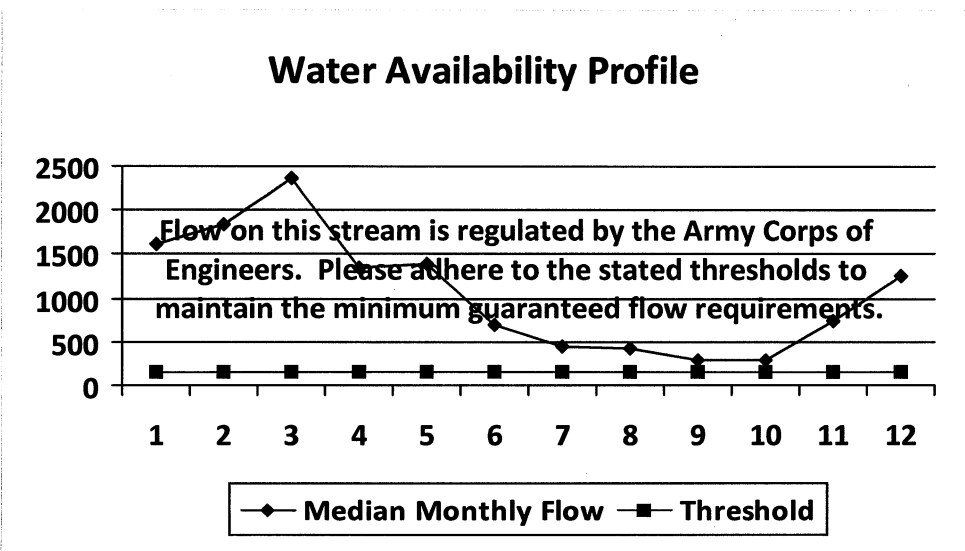 Water Availability Profile
2500
2000
1500
1000
500
0
Flow on this stream is regulated by the Army Corps of
Engineers. Please adhere to the stated thresholds to
maintain the minimum guaranteed flow requirements.
1 2 3 4 5 6 7 8 9 10 11 12
Median Monthly Flow Threshold